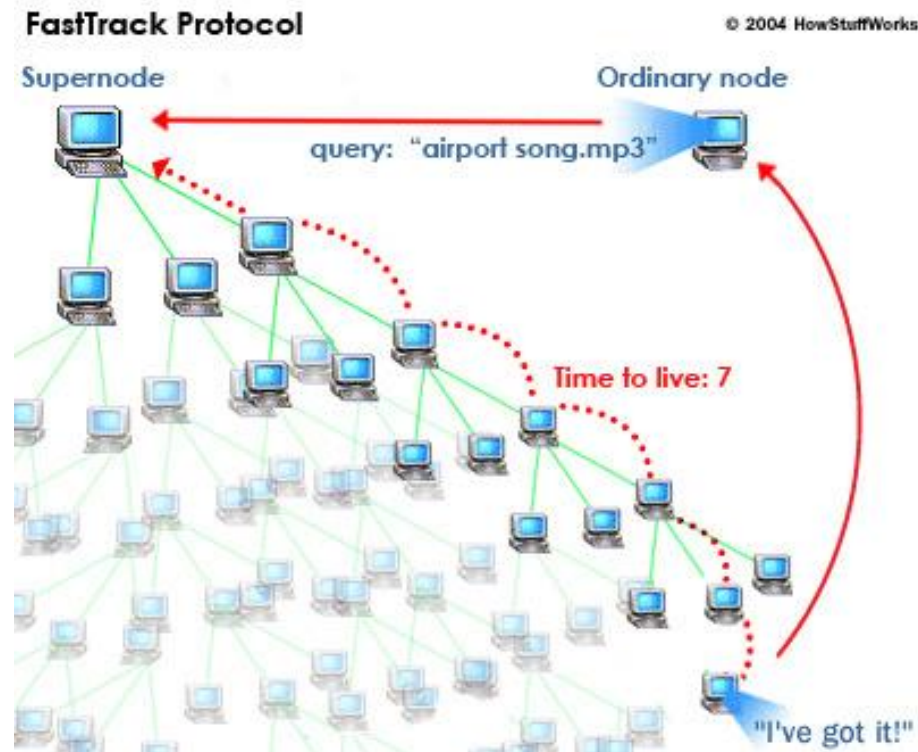 FastTrack Protocol
© 2004 HowStuffWorks
Supernode
Ordinary node
query: “airport song.mp3”
Time to live: 7
"I've got it!"